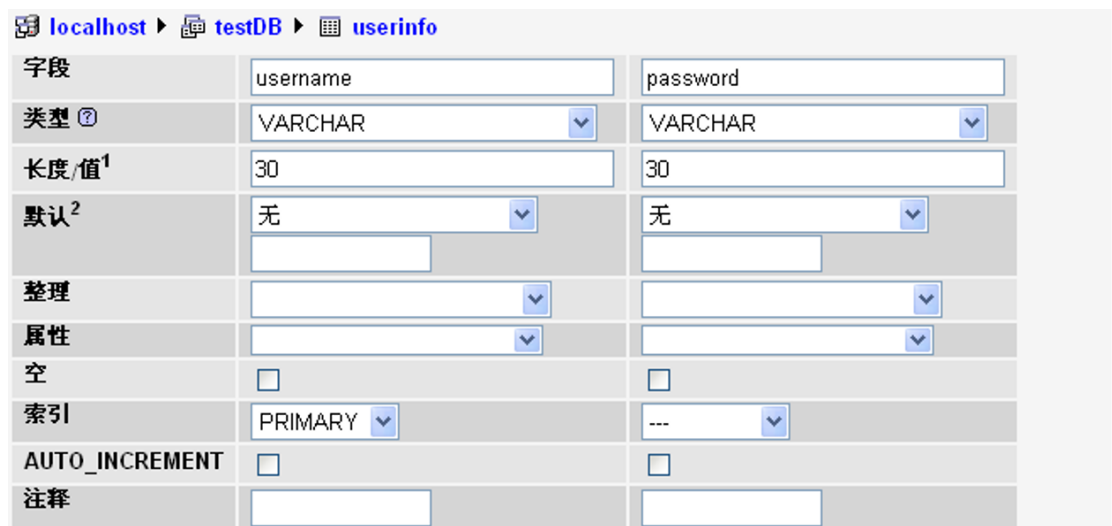 localhost testDB userinfo
字段 username password
类型 VARCHAR VARCHAR
长度/值1 30 30
默认2 无 无
整理
属性
空
索引 PRIMARY ---
AUTO_INCREMENT
注释